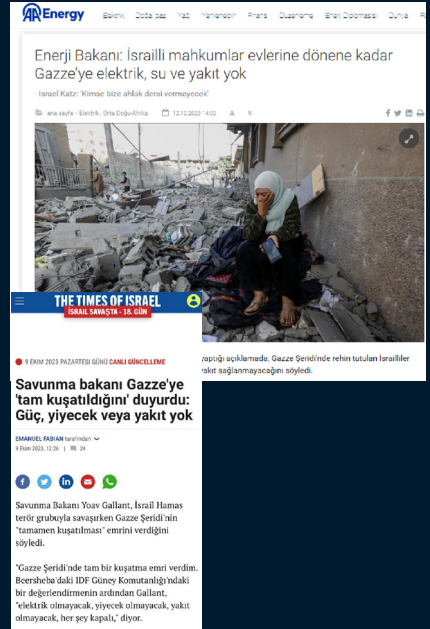 AA Energy
Elektrik Doğal gaz Yağ Yenilenebilir Finans Düzenleme Enerji Diplomasisi Dünya
Enerji Bakanı: İsrailli mahkumlar evlerine dönene kadar
Gazze'ye elektrik, su ve yakıt yok
- Israel Katz: 'Kimse bize ahlak dersi vermeyecek'
ana sayfa - Elektrik, Orta Doğu-Afrika 12.10.2023 14:02
THE TIMES OF ISRAEL
İSRAİL SAVAŞTA - 18. GÜN
yaptığı açıklamada, Gazze Şeridi'nde rehin tutulan İsrailliler
yakıt sağlanmayacağını söyledi.
9 EKİM 2023 PAZARTESİ GÜNÜ CANLI GÜNCELLEME
Savunma bakanı Gazze'ye
'tam kuşatıldığını' duyurdu:
Güç, yiyecek veya yakıt yok
EMANUEL FABIAN tarafından
9 Ekim 2023, 12:26 | 24
Savunma Bakanı Yoav Gallant, İsrail Hamas
terör grubuyla savaşırken Gazze Şeridi'nin
"tamamen kuşatılması" emrini verdiğini
söyledi.
"Gazze Şeridi'nde tam bir kuşatma emri verdim.
Beersheba'daki IDF Güney Komutanlığı'ndaki
bir değerlendirmenin ardından Gallant,
"elektrik olmayacak, yiyecek olmayacak, yakıt
olmayacak, her şey kapalı," diyor.